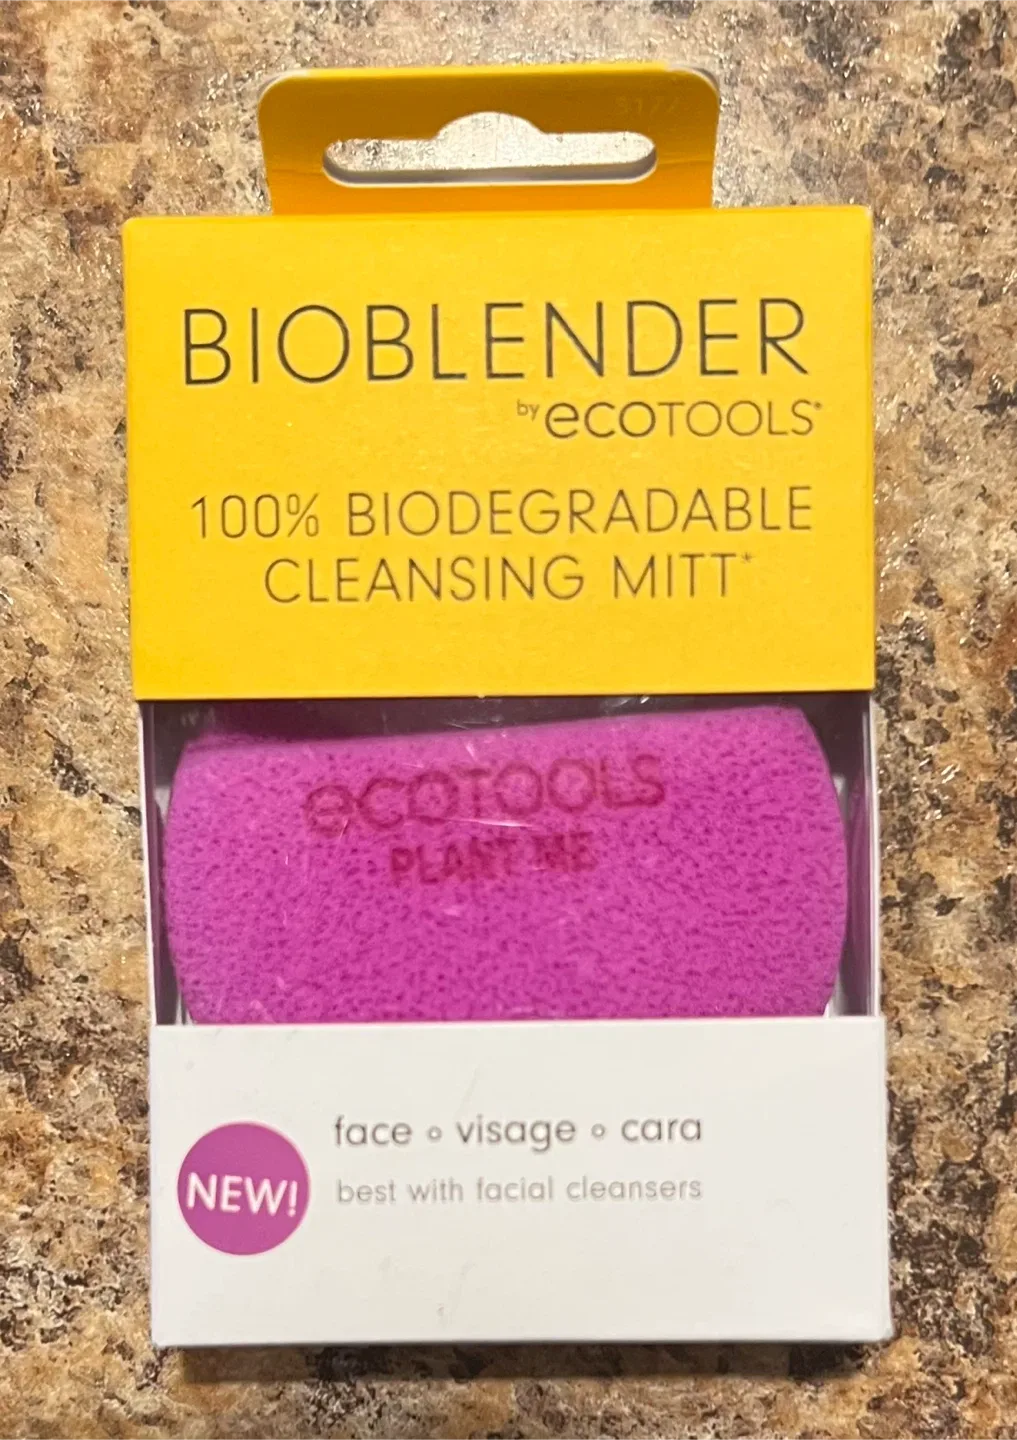 BIOBLENDER
by ecoTOOLS®
100% BIODEGRADABLE
CLEANSING MITT*
ecoTOOLS
PLANT ME
NEW!
face ∘ visage ∘ cara
best with facial cleansers